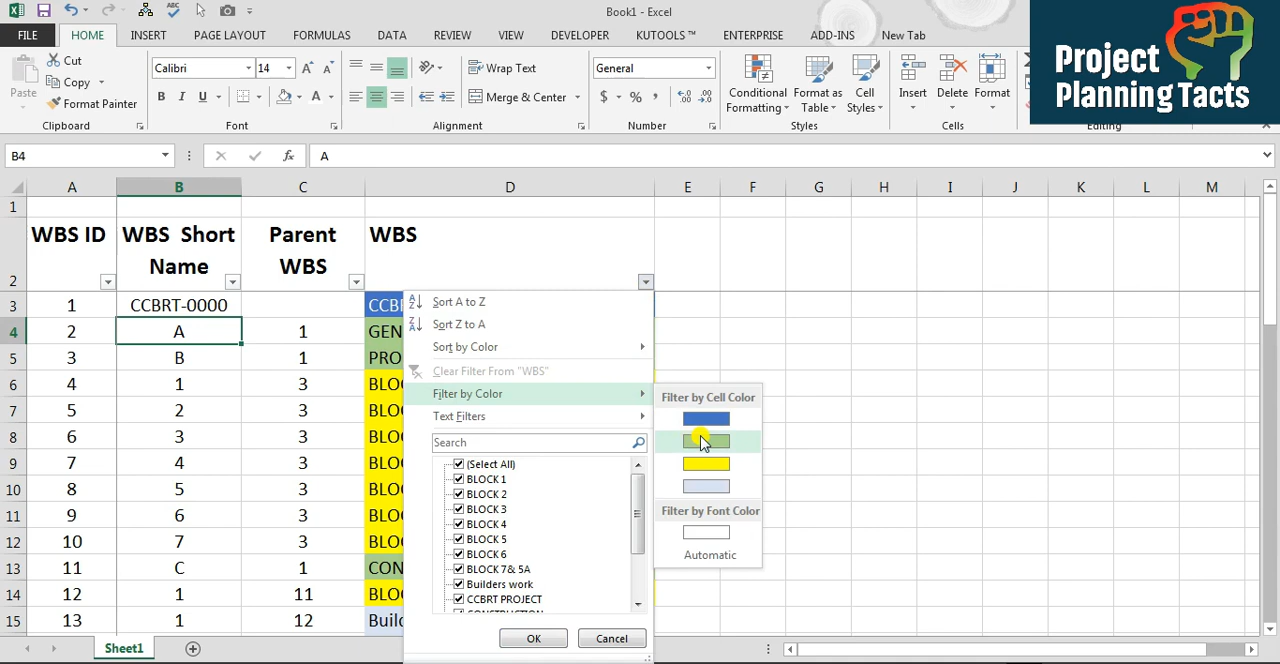 Book1 - Excel
FILE HOME INSERT PAGE LAYOUT FORMULAS DATA REVIEW VIEW DEVELOPER KUTOOLS ™ ENTERPRISE ADD-INS New Tab
Project
Planning Tacts
Paste
Cut
Copy
Format Painter
Calibri 14
B I U
Wrap Text
Merge & Center
General
$ % ,
Conditional
Formatting
Format as
Table
Cell
Styles
Insert Delete Format
Clipboard Font Alignment Number Styles Cells Editing
B4 fx A
A B C D E F G H I J K L M
1
2 WBS ID WBS Short Name Parent WBS WBS
3 1 CCBRT-0000
4 2 A 1
5 3 B 1
6 4 1 3
7 5 2 3
8 6 3 3
9 7 4 3
10 8 5 3
11 9 6 3
12 10 7 3
13 11 C 1
14 12 1 11
15 13 1 12
Sort A to Z
Sort Z to A
Sort by Color
Clear Filter From "WBS"
Filter by Color
Text Filters
Search
(Select All)
BLOCK 1
BLOCK 2
BLOCK 3
BLOCK 4
BLOCK 5
BLOCK 6
BLOCK 7& 5A
Builders work
CCBRT PROJECT
OK Cancel
Filter by Cell Color
Filter by Font Color
Automatic
Sheet1